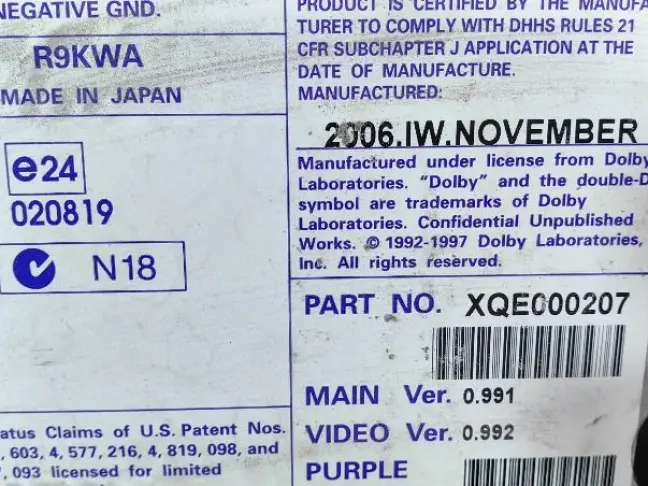 NEGATIVE GND.
R9KWA
MADE IN JAPAN
e24
020819
N18
atus Claims of U.S. Patent Nos.
, 603, 4, 577, 216, 4, 819, 098, and
, 093 licensed for limited
PRODUCT IS CERTIFIED BY THE MANUFA
TURER TO COMPLY WITH DHHS RULES 21
CFR SUBCHAPTER J APPLICATION AT THE
DATE OF MANUFACTURE.
MANUFACTURED:
2006.IW.NOVEMBER
Manufactured under license from Dolby
Laboratories. "Dolby" and the double-D
symbol are trademarks of Dolby
Laboratories. Confidential Unpublished
Works. © 1992-1997 Dolby Laboratories,
Inc. All rights reserved.
PART NO. XQE000207
MAIN Ver. 0.991
VIDEO Ver. 0.992
PURPLE